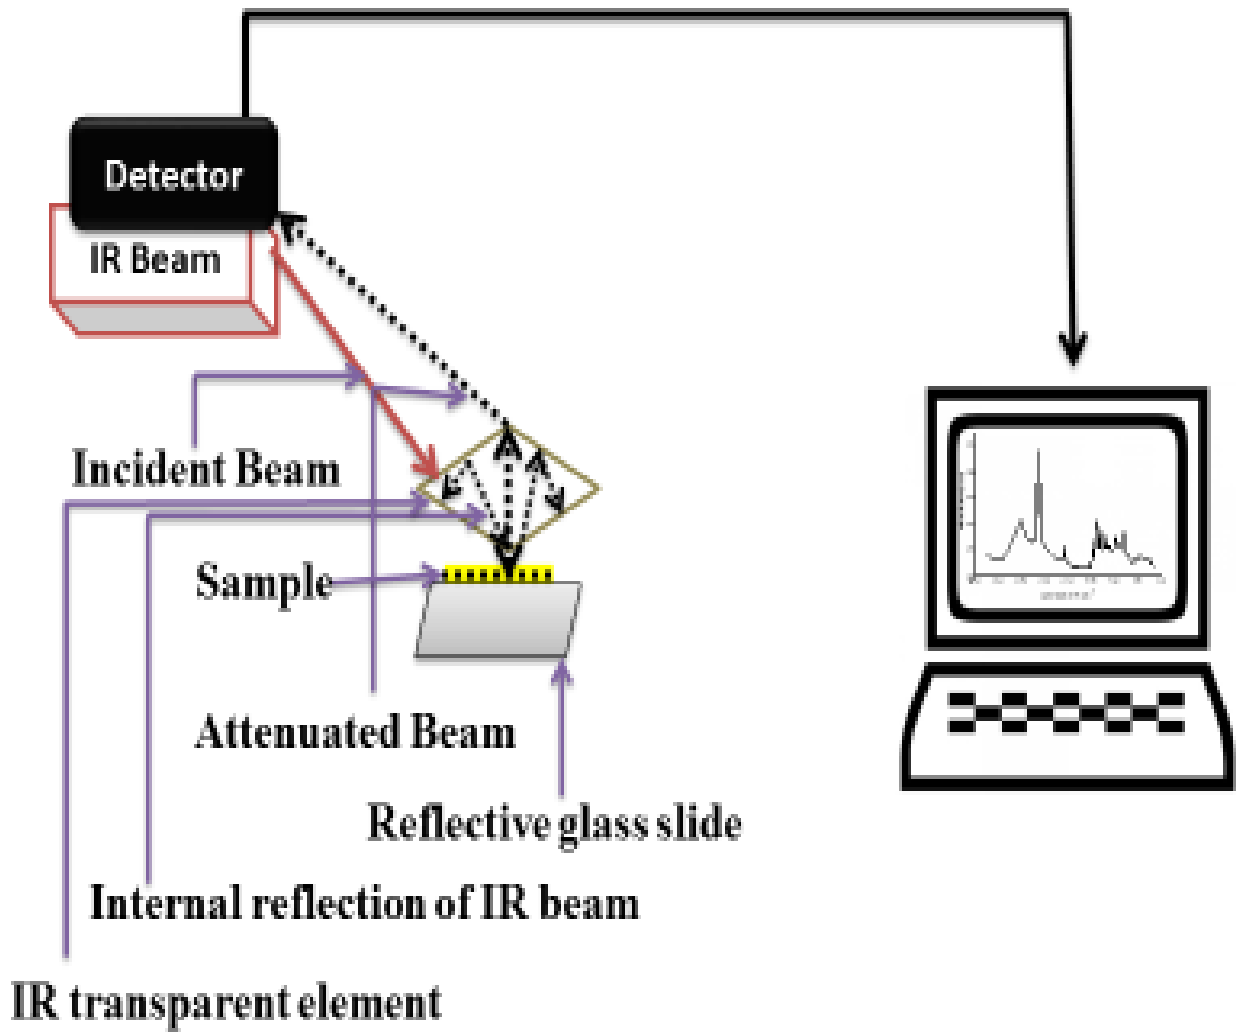 Detector
IR Beam
Incident Beam
Sample
Attenuated Beam
Reflective glass slide
Internal reflection of IR beam
IR transparent element